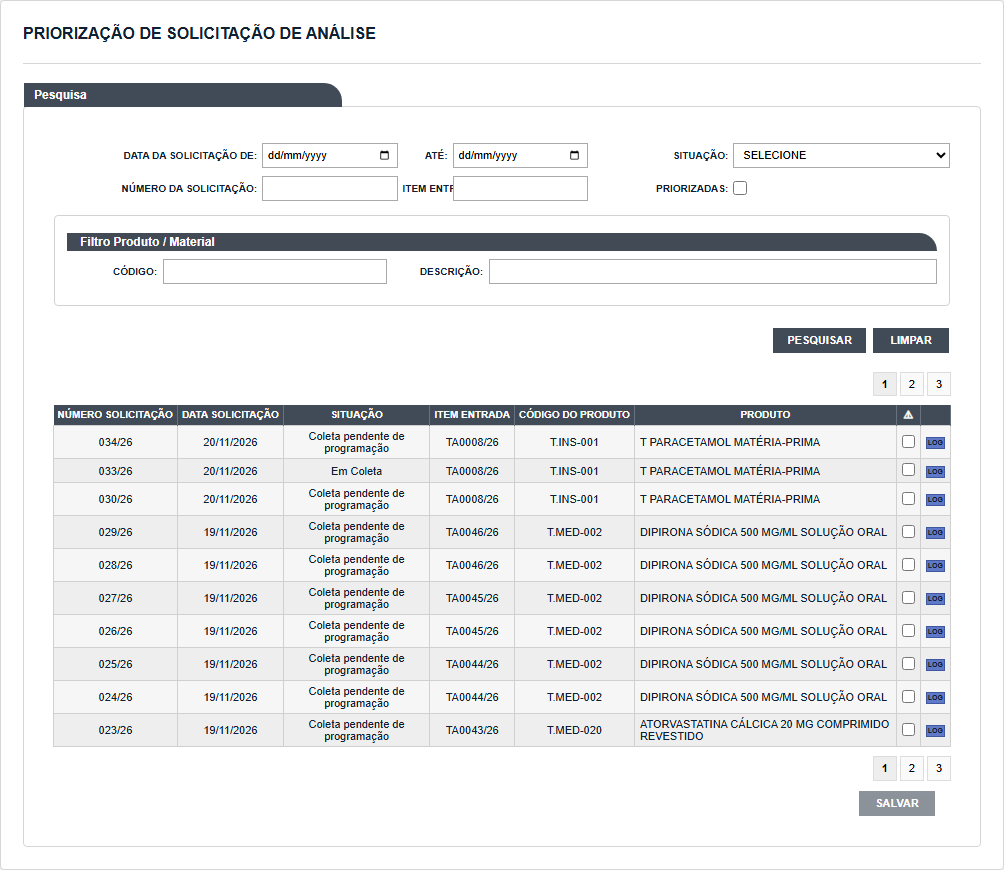 PRIORIZAÇÃO DE SOLICITAÇÃO DE ANÁLISE
Pesquisa
DATA DA SOLICITAÇÃO DE: dd/mm/yyyy ATÉ: dd/mm/yyyy SITUAÇÃO: SELECIONE
NÚMERO DA SOLICITAÇÃO: ITEM ENTR PRIORIZADAS:
Filtro Produto / Material
CÓDIGO: DESCRIÇÃO:
PESQUISAR LIMPAR
1 2 3
NÚMERO SOLICITAÇÃO DATA SOLICITAÇÃO SITUAÇÃO ITEM ENTRADA CÓDIGO DO PRODUTO PRODUTO
034/26 20/11/2026 Coleta pendente de programação TA0008/26 T.INS-001 T PARACETAMOL MATÉRIA-PRIMA LOG
033/26 20/11/2026 Em Coleta TA0008/26 T.INS-001 T PARACETAMOL MATÉRIA-PRIMA LOG
030/26 20/11/2026 Coleta pendente de programação TA0008/26 T.INS-001 T PARACETAMOL MATÉRIA-PRIMA LOG
029/26 19/11/2026 Coleta pendente de programação TA0046/26 T.MED-002 DIPIRONA SÓDICA 500 MG/ML SOLUÇÃO ORAL LOG
028/26 19/11/2026 Coleta pendente de programação TA0046/26 T.MED-002 DIPIRONA SÓDICA 500 MG/ML SOLUÇÃO ORAL LOG
027/26 19/11/2026 Coleta pendente de programação TA0045/26 T.MED-002 DIPIRONA SÓDICA 500 MG/ML SOLUÇÃO ORAL LOG
026/26 19/11/2026 Coleta pendente de programação TA0045/26 T.MED-002 DIPIRONA SÓDICA 500 MG/ML SOLUÇÃO ORAL LOG
025/26 19/11/2026 Coleta pendente de programação TA0044/26 T.MED-002 DIPIRONA SÓDICA 500 MG/ML SOLUÇÃO ORAL LOG
024/26 19/11/2026 Coleta pendente de programação TA0044/26 T.MED-002 DIPIRONA SÓDICA 500 MG/ML SOLUÇÃO ORAL LOG
023/26 19/11/2026 Coleta pendente de programação TA0043/26 T.MED-020 ATORVASTATINA CÁLCICA 20 MG COMPRIMIDO REVESTIDO LOG
1 2 3
SALVAR